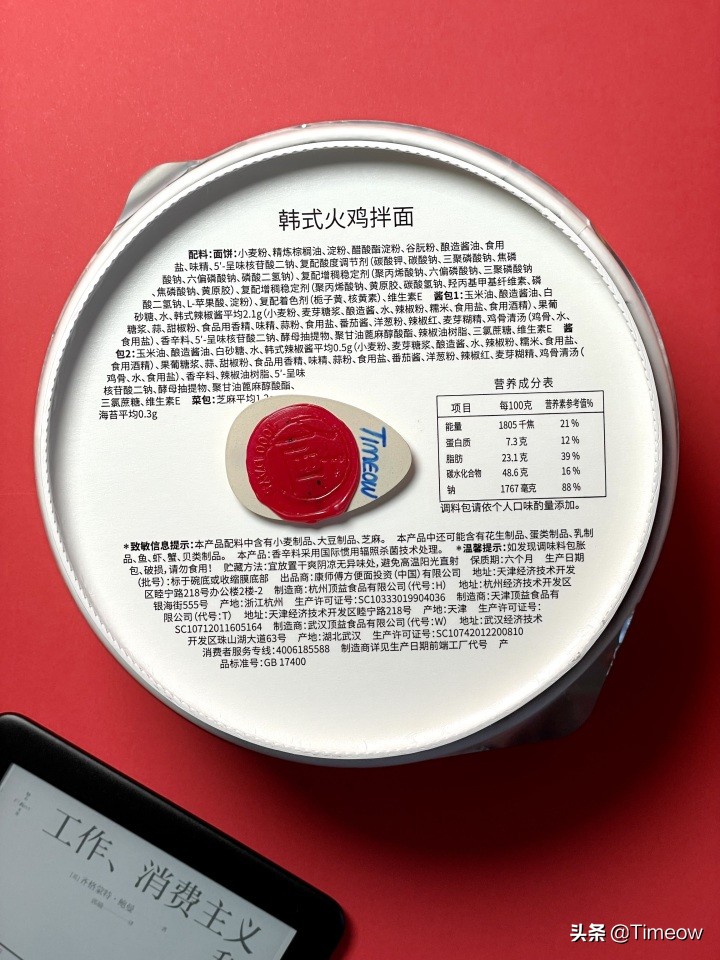 韩式火鸡拌面
配料:面饼:小麦粉、精炼棕榈油、淀粉、醋酸酯淀粉、谷朊粉、酿造酱油、食用
盐、味精、5'-呈味核苷酸二钠、复配酸度调节剂(碳酸钾、碳酸钠、三聚磷酸钠、焦磷
酸钠、六偏磷酸钠、磷酸二氢钠)、复配增稠稳定剂(聚丙烯酸钠、六偏磷酸钠、三聚磷酸钠
、焦磷酸钠、黄原胶)、复配增稠稳定剂(聚丙烯酸钠、黄原胶、碳酸氢钠、羟丙基甲基纤维素、磷
酸二氢钠、L-苹果酸、淀粉)、复配着色剂(栀子黄、核黄素)、维生素E 酱包1:玉米油、酿造酱油、白
砂糖、水、韩式辣椒酱平均2.1g(小麦粉、麦芽糖浆、酿造酱、水、辣椒粉、糯米、食用盐、食用酒精)、果葡
糖浆、蒜、甜椒粉、食品用香精、味精、蒜粉、食用盐、番茄酱、洋葱粉、辣椒红、麦芽糊精、鸡骨清汤(鸡骨、水、
食用盐)、香辛料、5'-呈味核苷酸二钠、酵母抽提物、聚甘油蓖麻醇酸酯、辣椒油树脂、三氯蔗糖、维生素E 酱
包2:玉米油、酿造酱油、白砂糖、水、韩式辣椒酱平均0.5g(小麦粉、麦芽糖浆、酿造酱、水、辣椒粉、糯米、食用盐、
食用酒精)、果葡糖浆、蒜、甜椒粉、食品用香精、味精、蒜粉、食用盐、番茄酱、洋葱粉、辣椒红、麦芽糊精、鸡骨清汤(
鸡骨、水、食用盐)、香辛料、辣椒油树脂、5'-呈味
核苷酸二钠、酵母抽提物、聚甘油蓖麻醇酸酯、
三氯蔗糖、维生素E 菜包:芝麻平均1.2
海苔平均0.3g
营养成分表
项目 每100克 营养素参考值%
能量 1805 千焦 21 %
蛋白质 7.3 克 12 %
脂肪 23.1 克 39 %
碳水化合物 48.6 克 16 %
钠 1767 毫克 88 %
调料包请依个人口味酌量添加。
Timeow
*致敏信息提示:本产品配料中含有小麦制品、大豆制品、芝麻。 本产品中还可能含有花生制品、蛋类制品、乳制
品、鱼、虾、蟹、贝类制品。 本产品:香辛料采用国际惯用辐照杀菌技术处理。 *温馨提示:如发现调味料包胀
包、破损,请勿食用! 贮藏方法:宜放置干爽阴凉无异味处,避免高温阳光直射 保质期:六个月 生产日期
(批号):标于碗底或收缩膜底部 出品商:康师傅方便面投资(中国)有限公司 地址:天津经济技术开发
区睦宁路218号办公楼2楼-2 制造商:杭州顶益食品有限公司(代号:H) 地址:杭州经济技术开发区
银海街555号 产地:浙江杭州 生产许可证号:SC10333019904036 制造商:天津顶益食品有
限公司(代号:T) 地址:天津经济技术开发区睦宁路218号 产地:天津 生产许可证号:
SC10712011605164 制造商:武汉顶益食品有限公司(代号:W) 地址:武汉经济技术
开发区珠山湖大道63号 产地:湖北武汉 生产许可证号:SC10742012200810
消费者服务专线:4006185588 制造商详见生产日期前端工厂代号 产
品标准号:GB 17400
工作、消费主义
头条 @Timeow